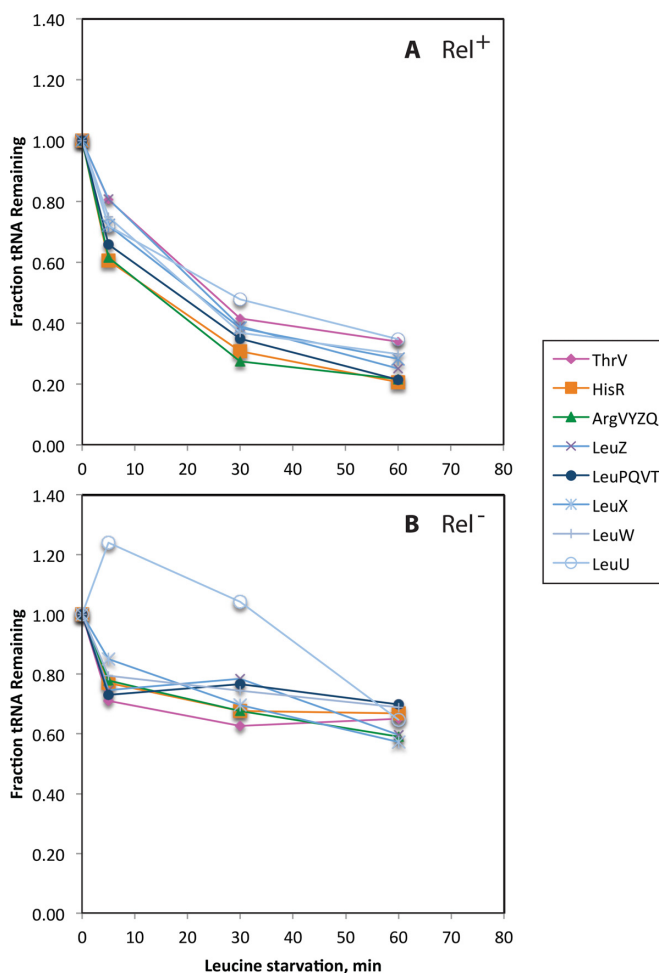 A Rel+
Fraction tRNA Remaining
1.40
1.20
1.00
0.80
0.60
0.40
0.20
0.00
0 10 20 30 40 50 60 70 80
ThrV
HisR
ArgVYZQ
LeuZ
LeuPQVT
LeuX
LeuW
LeuU
B Rel-
Fraction tRNA Remaining
1.40
1.20
1.00
0.80
0.60
0.40
0.20
0.00
0 10 20 30 40 50 60 70 80
Leucine starvation, min